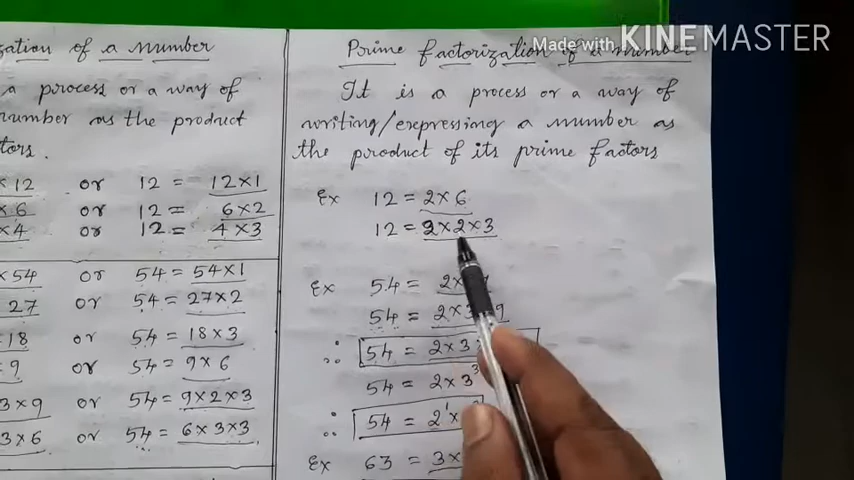 zation of a number
a process or a way of
number as the product
tors.
×12 or 12 = 12×1
×6 or 12 = 6×2
×4 or 12 = 4×3
×54 or 54 = 54×1
27 or 54 = 27×2
×18 or 54 = 18×3
×9 or 54 = 9×6
3×9 or 54 = 9×2×3
3×6 or 54 = 6×3×3
Prime factorization of a number
It is a process or a way of
writing/expressing a number as
the product of its prime factors
Ex 12 = 2×6
12 = 2×2×3
Ex 54 = 2×
54 = 2×3 9
∴ 54 = 2×3×
54 = 2×3³
∴ 54 = 2¹×
Ex 63 = 3×
Made with KINEMASTER